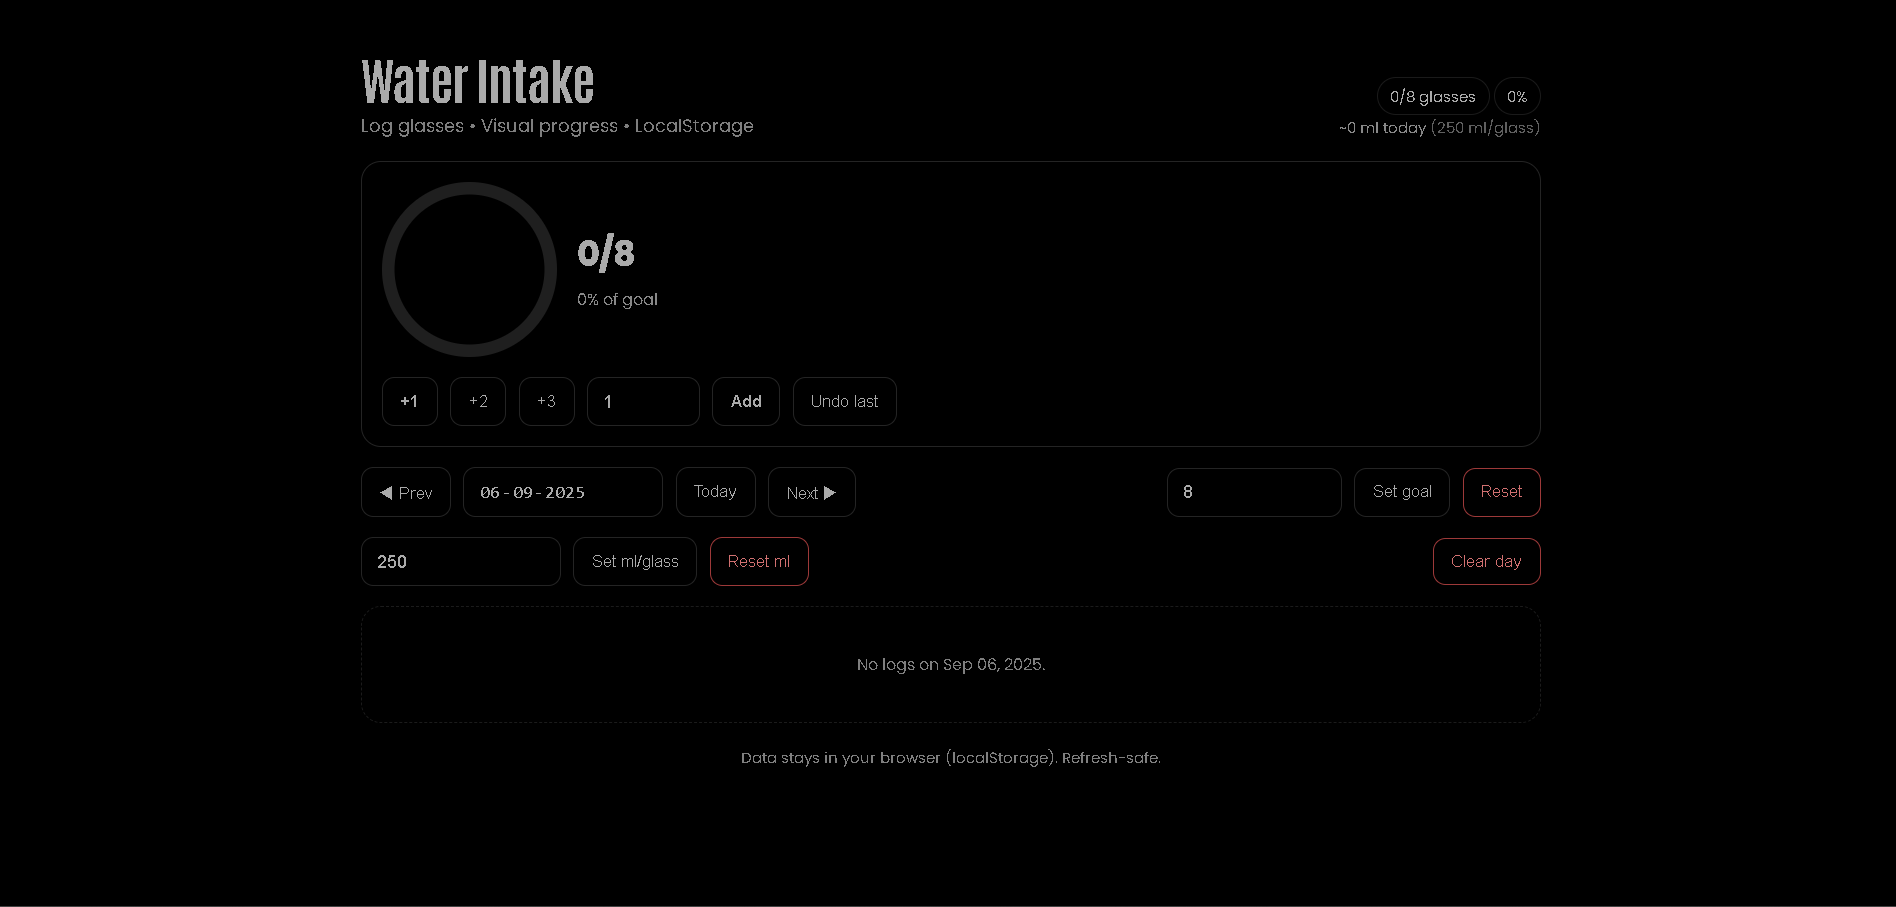 Water Intake
Log glasses • Visual progress • LocalStorage
0/8 glasses 0%
~0 ml today (250 ml/glass)
0/8
0% of goal
+1 +2 +3 1 Add Undo last
◀ Prev 06-09-2025 Today Next ▶ 8 Set goal Reset
250 Set ml/glass Reset ml Clear day
No logs on Sep 06, 2025.
Data stays in your browser (localStorage). Refresh-safe.